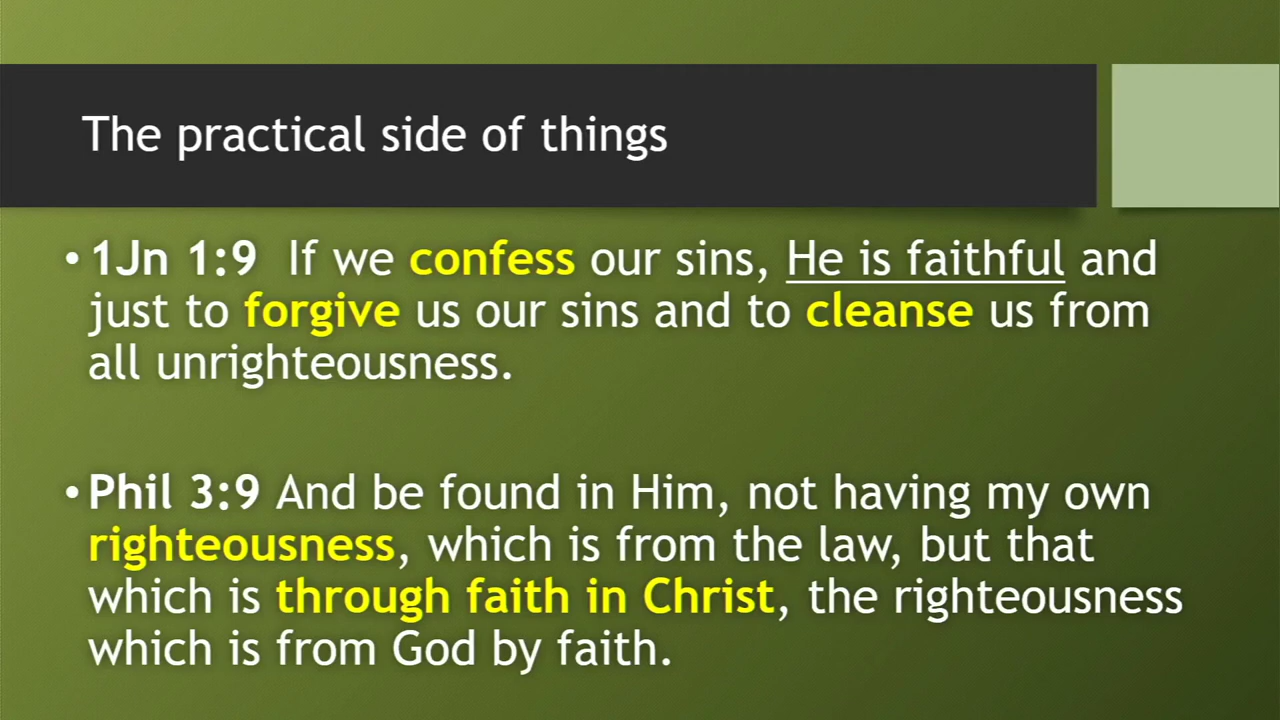 The practical side of things
• 1Jn 1:9 If we confess our sins, He is faithful and
just to forgive us our sins and to cleanse us from
all unrighteousness.
• Phil 3:9 And be found in Him, not having my own
righteousness, which is from the law, but that
which is through faith in Christ, the righteousness
which is from God by faith.